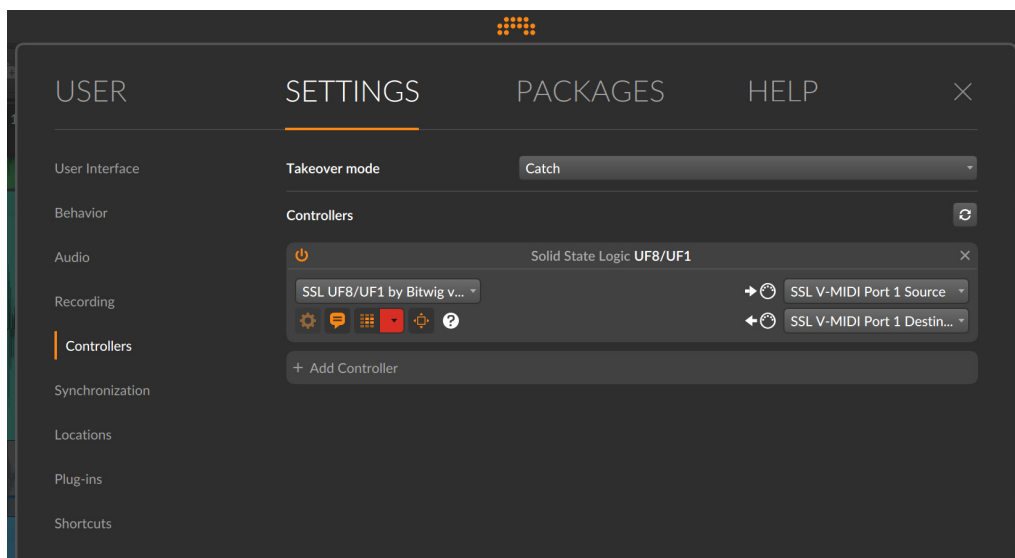 USER SETTINGS PACKAGES HELP
User Interface
Behavior
Audio
Recording
Controllers
Synchronization
Locations
Plug-ins
Shortcuts
Takeover mode Catch
Controllers
Solid State Logic UF8/UF1
SSL UF8/UF1 by Bitwig v...
SSL V-MIDI Port 1 Source
SSL V-MIDI Port 1 Destin...
?
+ Add Controller